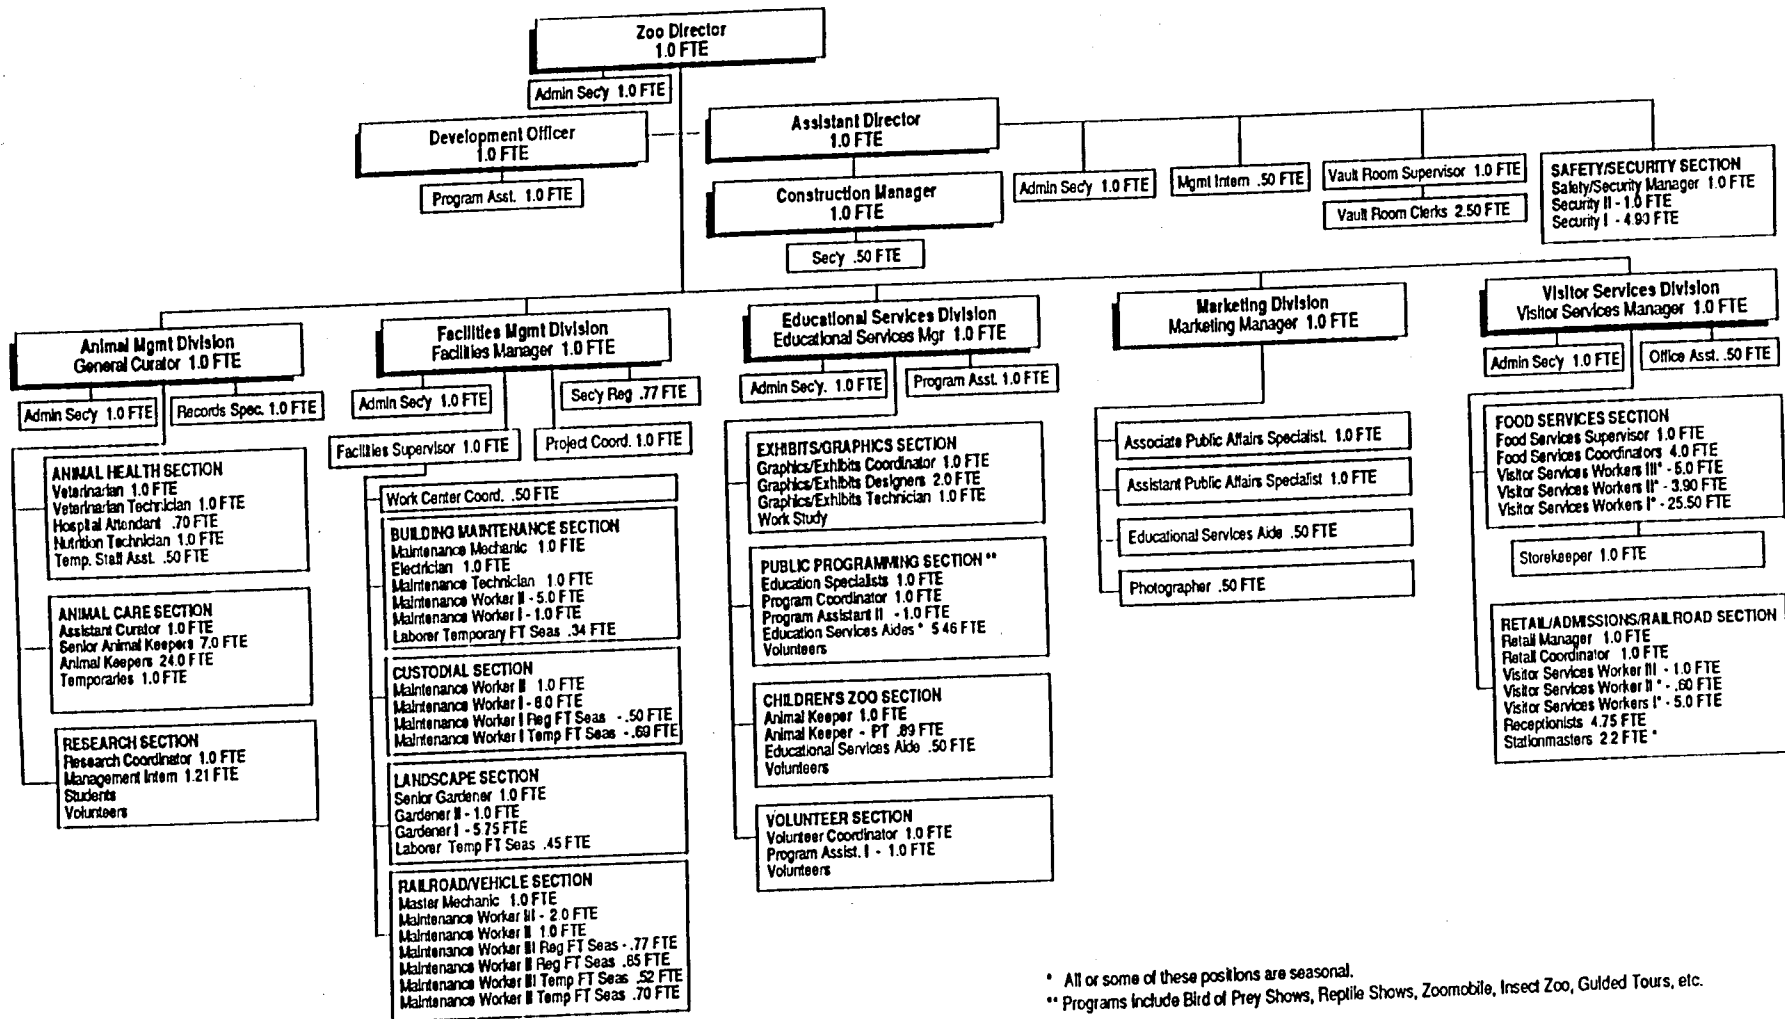 Zoo Director
1.0 FTE
Admin Sec'y 1.0 FTE
Development Officer
1.0 FTE
Program Asst. 1.0 FTE
Assistant Director
1.0 FTE
Construction Manager
1.0 FTE
Sec'y .50 FTE
Admin Sec'y 1.0 FTE
Mgmt Intern .50 FTE
Vault Room Supervisor 1.0 FTE
Vault Room Clerks 2.50 FTE
SAFETY/SECURITY SECTION
Safety/Security Manager 1.0 FTE
Security II - 1.0 FTE
Security I - 4.93 FTE
Animal Mgmt Division
General Curator 1.0 FTE
Admin Sec'y 1.0 FTE
Records Spec. 1.0 FTE
ANIMAL HEALTH SECTION
Veterinarian 1.0 FTE
Veterinarian Technician 1.0 FTE
Hospital Attendant .70 FTE
Nutrition Technician 1.0 FTE
Temp. Staff Asst. .50 FTE
ANIMAL CARE SECTION
Assistant Curator 1.0 FTE
Senior Animal Keepers 7.0 FTE
Animal Keepers 24.0 FTE
Temporaries 1.0 FTE
RESEARCH SECTION
Research Coordinator 1.0 FTE
Management Intern 1.21 FTE
Students
Volunteers
Facilities Mgmt Division
Facilities Manager 1.0 FTE
Admin Sec'y 1.0 FTE
Sec'y Reg .77 FTE
Facilities Supervisor 1.0 FTE
Project Coord. 1.0 FTE
Work Center Coord. .50 FTE
BUILDING MAINTENANCE SECTION
Maintenance Mechanic 1.0 FTE
Electrician 1.0 FTE
Maintenance Technician 1.0 FTE
Maintenance Worker II - 5.0 FTE
Maintenance Worker I - 1.0 FTE
Laborer Temporary FT Seas .34 FTE
CUSTODIAL SECTION
Maintenance Worker II 1.0 FTE
Maintenance Worker I - 6.0 FTE
Maintenance Worker I Reg FT Seas - .50 FTE
Maintenance Worker I Temp FT Seas - .69 FTE
LANDSCAPE SECTION
Senior Gardener 1.0 FTE
Gardener II - 1.0 FTE
Gardener I - 5.75 FTE
Laborer Temp FT Seas .45 FTE
RAILROAD/VEHICLE SECTION
Master Mechanic 1.0 FTE
Maintenance Worker III - 2.0 FTE
Maintenance Worker II 1.0 FTE
Maintenance Worker III Reg FT Seas - .77 FTE
Maintenance Worker II Reg FT Seas .65 FTE
Maintenance Worker III Temp FT Seas .52 FTE
Maintenance Worker II Temp FT Seas .70 FTE
Educational Services Division
Educational Services Mgr 1.0 FTE
Admin Sec'y. 1.0 FTE
Program Asst. 1.0 FTE
EXHIBITS/GRAPHICS SECTION
Graphics/Exhibits Coordinator 1.0 FTE
Graphics/Exhibits Designers 2.0 FTE
Graphics/Exhibits Technician 1.0 FTE
Work Study
PUBLIC PROGRAMMING SECTION **
Education Specialists 1.0 FTE
Program Coordinator 1.0 FTE
Program Assistant II - 1.0 FTE
Education Services Aides * 5.46 FTE
Volunteers
CHILDREN'S ZOO SECTION
Animal Keeper 1.0 FTE
Animal Keeper - PT .89 FTE
Educational Services Aide .50 FTE
Volunteers
VOLUNTEER SECTION
Volunteer Coordinator 1.0 FTE
Program Assist. I - 1.0 FTE
Volunteers
Marketing Division
Marketing Manager 1.0 FTE
Associate Public Affairs Specialist. 1.0 FTE
Assistant Public Affairs Specialist 1.0 FTE
Educational Services Aide .50 FTE
Photographer .50 FTE
Visitor Services Division
Visitor Services Manager 1.0 FTE
Admin Sec'y 1.0 FTE
Office Asst. .50 FTE
FOOD SERVICES SECTION
Food Services Supervisor 1.0 FTE
Food Services Coordinators 4.0 FTE
Visitor Services Workers III* - 5.0 FTE
Visitor Services Workers II* - 3.90 FTE
Visitor Services Workers I* - 25.50 FTE
Storekeeper 1.0 FTE
RETAIL/ADMISSIONS/RAILROAD SECTION
Retail Manager 1.0 FTE
Retail Coordinator 1.0 FTE
Visitor Services Worker III - 1.0 FTE
Visitor Services Worker II * - .60 FTE
Visitor Services Workers I* - 5.0 FTE
Receptionists 4.75 FTE
Stationmasters 2.2 FTE *
* All or some of these positions are seasonal.
** Programs include Bird of Prey Shows, Reptile Shows, Zoomobile, Insect Zoo, Guided Tours, etc.